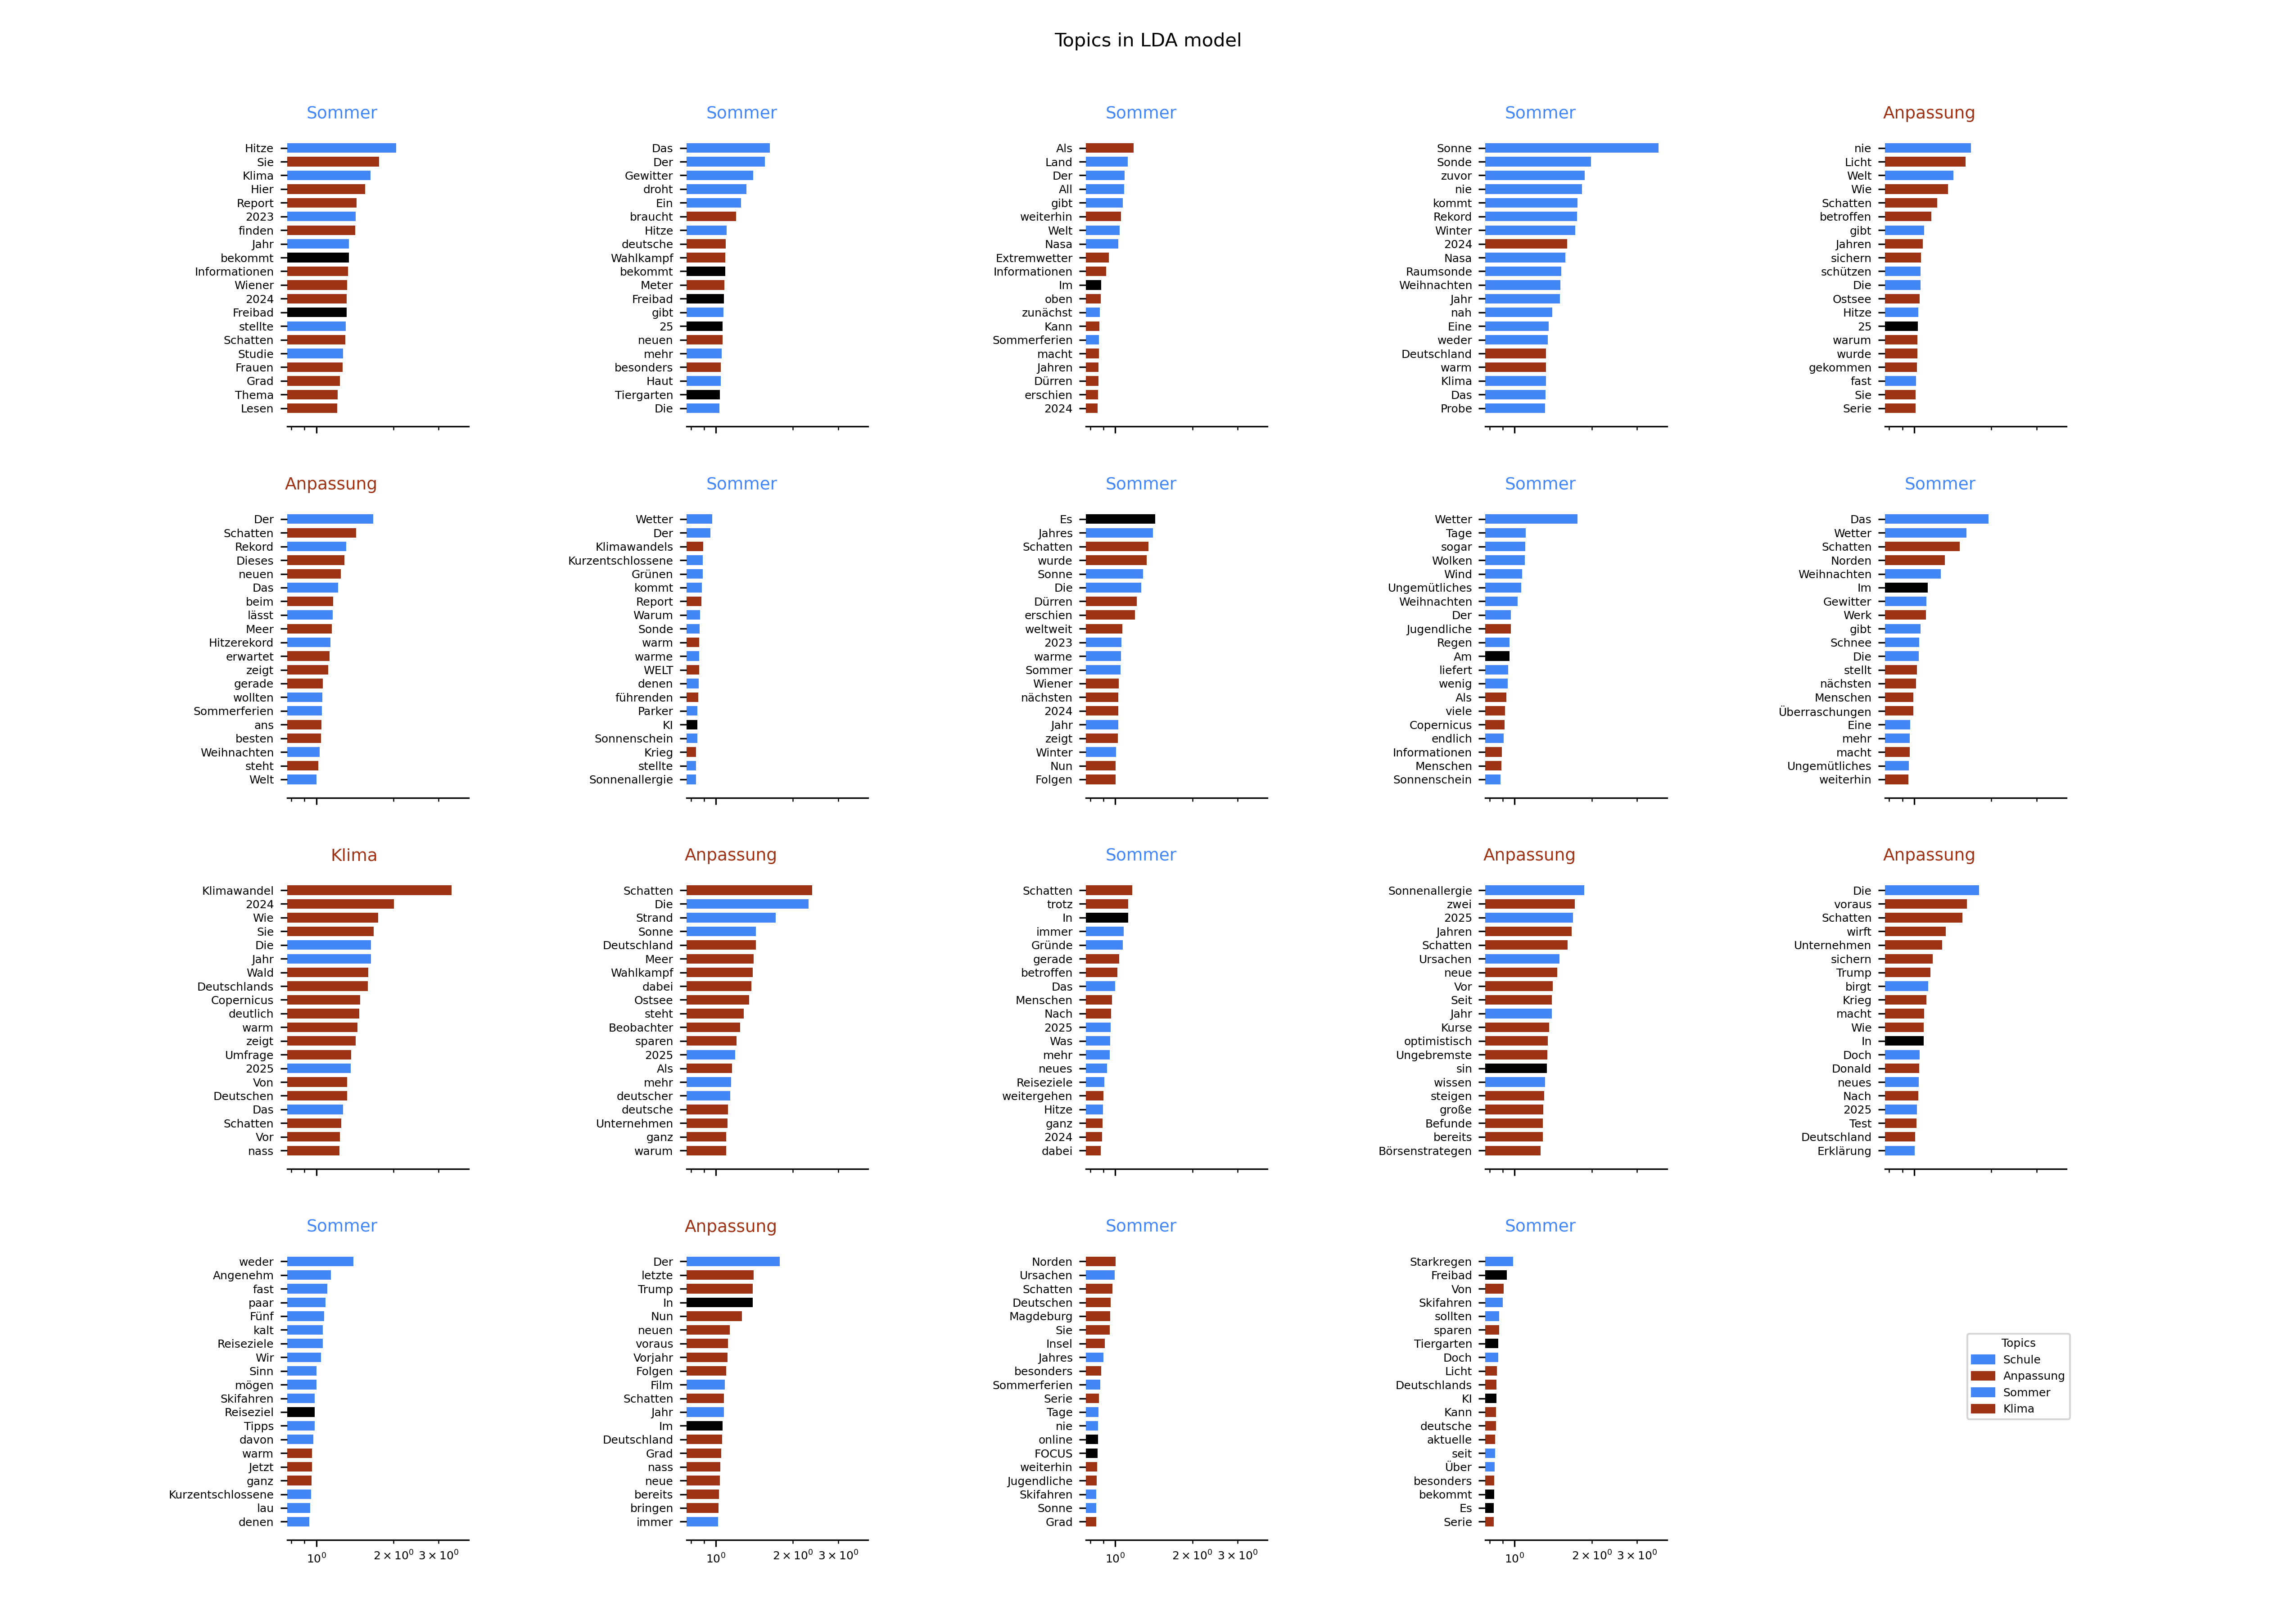 Topics in LDA model
Sommer
Hitze
Sie
Klima
Hier
Report
2023
finden
Jahr
bekommt
Informationen
Wiener
2024
Freibad
stellte
Schatten
Studie
Frauen
Grad
Thema
Lesen
Sommer
Das
Der
Gewitter
droht
Ein
braucht
Hitze
deutsche
Wahlkampf
bekommt
Meter
Freibad
gibt
25
neuen
mehr
besonders
Haut
Tiergarten
Die
Sommer
Als
Land
Der
All
gibt
weiterhin
Welt
Nasa
Extremwetter
Informationen
Im
oben
zunächst
Kann
Sommerferien
macht
Jahren
Dürren
erschien
2024
Sommer
Sonne
Sonde
zuvor
nie
kommt
Rekord
Winter
2024
Nasa
Raumsonde
Weihnachten
Jahr
nah
Eine
weder
Deutschland
warm
Klima
Das
Probe
Anpassung
nie
Licht
Welt
Wie
Schatten
betroffen
gibt
Jahren
sichern
schützen
Die
Ostsee
Hitze
25
warum
wurde
gekommen
fast
Sie
Serie
Anpassung
Der
Schatten
Rekord
Dieses
neuen
Das
beim
lässt
Meer
Hitzerekord
erwartet
zeigt
gerade
wollten
Sommerferien
ans
besten
Weihnachten
steht
Welt
Sommer
Wetter
Der
Klimawandels
Kurzentschlossene
Grünen
kommt
Report
Warum
Sonde
warm
warme
WELT
denen
führenden
Parker
KI
Sonnenschein
Krieg
stellte
Sonnenallergie
Sommer
Es
Jahres
Schatten
wurde
Sonne
Die
Dürren
erschien
weltweit
2023
warme
Sommer
Wiener
nächsten
2024
Jahr
zeigt
Winter
Nun
Folgen
Sommer
Wetter
Tage
sogar
Wolken
Wind
Ungemütliches
Weihnachten
Der
Jugendliche
Regen
Am
liefert
wenig
Als
viele
Copernicus
endlich
Informationen
Menschen
Sonnenschein
Sommer
Das
Wetter
Schatten
Norden
Weihnachten
Im
Gewitter
Werk
gibt
Schnee
Die
stellt
nächsten
Menschen
Überraschungen
Eine
mehr
macht
Ungemütliches
weiterhin
Klima
Klimawandel
2024
Wie
Sie
Die
Jahr
Wald
Deutschlands
Copernicus
deutlich
warm
zeigt
Umfrage
2025
Von
Deutschen
Das
Schatten
Vor
nass
Anpassung
Schatten
Die
Strand
Sonne
Deutschland
Meer
Wahlkampf
dabei
Ostsee
steht
Beobachter
sparen
2025
Als
mehr
deutscher
deutsche
Unternehmen
ganz
warum
Sommer
Schatten
trotz
In
immer
Gründe
gerade
betroffen
Das
Menschen
Nach
2025
Was
mehr
neues
Reiseziele
weitergehen
Hitze
ganz
2024
dabei
Anpassung
Sonnenallergie
zwei
2025
Jahren
Schatten
Ursachen
neue
Vor
Seit
Jahr
Kurse
optimistisch
Ungebremste
sin
wissen
steigen
große
Befunde
bereits
Börsenstrategen
Anpassung
Die
voraus
Schatten
wirft
Unternehmen
sichern
Trump
birgt
Krieg
macht
Wie
In
Doch
Donald
neues
Nach
2025
Test
Deutschland
Erklärung
Sommer
weder
Angenehm
fast
paar
Fünf
kalt
Reiseziele
Wir
Sinn
mögen
Skifahren
Reiseziel
Tipps
davon
warm
Jetzt
ganz
Kurzentschlossene
lau
denen
10⁰ 2 × 10⁰ 3 × 10⁰
Anpassung
Der
letzte
Trump
In
Nun
neuen
voraus
Vorjahr
Folgen
Film
Schatten
Jahr
Im
Deutschland
Grad
nass
neue
bereits
bringen
immer
10⁰ 2 × 10⁰ 3 × 10⁰
Sommer
Norden
Ursachen
Schatten
Deutschen
Magdeburg
Sie
Insel
Jahres
besonders
Sommerferien
Serie
Tage
nie
online
FOCUS
weiterhin
Jugendliche
Skifahren
Sonne
Grad
10⁰ 2 × 10⁰ 3 × 10⁰
Sommer
Starkregen
Freibad
Von
Skifahren
sollten
sparen
Tiergarten
Doch
Licht
Deutschlands
KI
Kann
deutsche
aktuelle
seit
Über
besonders
bekommt
Es
Serie
10⁰ 2 × 10⁰ 3 × 10⁰
Topics
Schule
Anpassung
Sommer
Klima